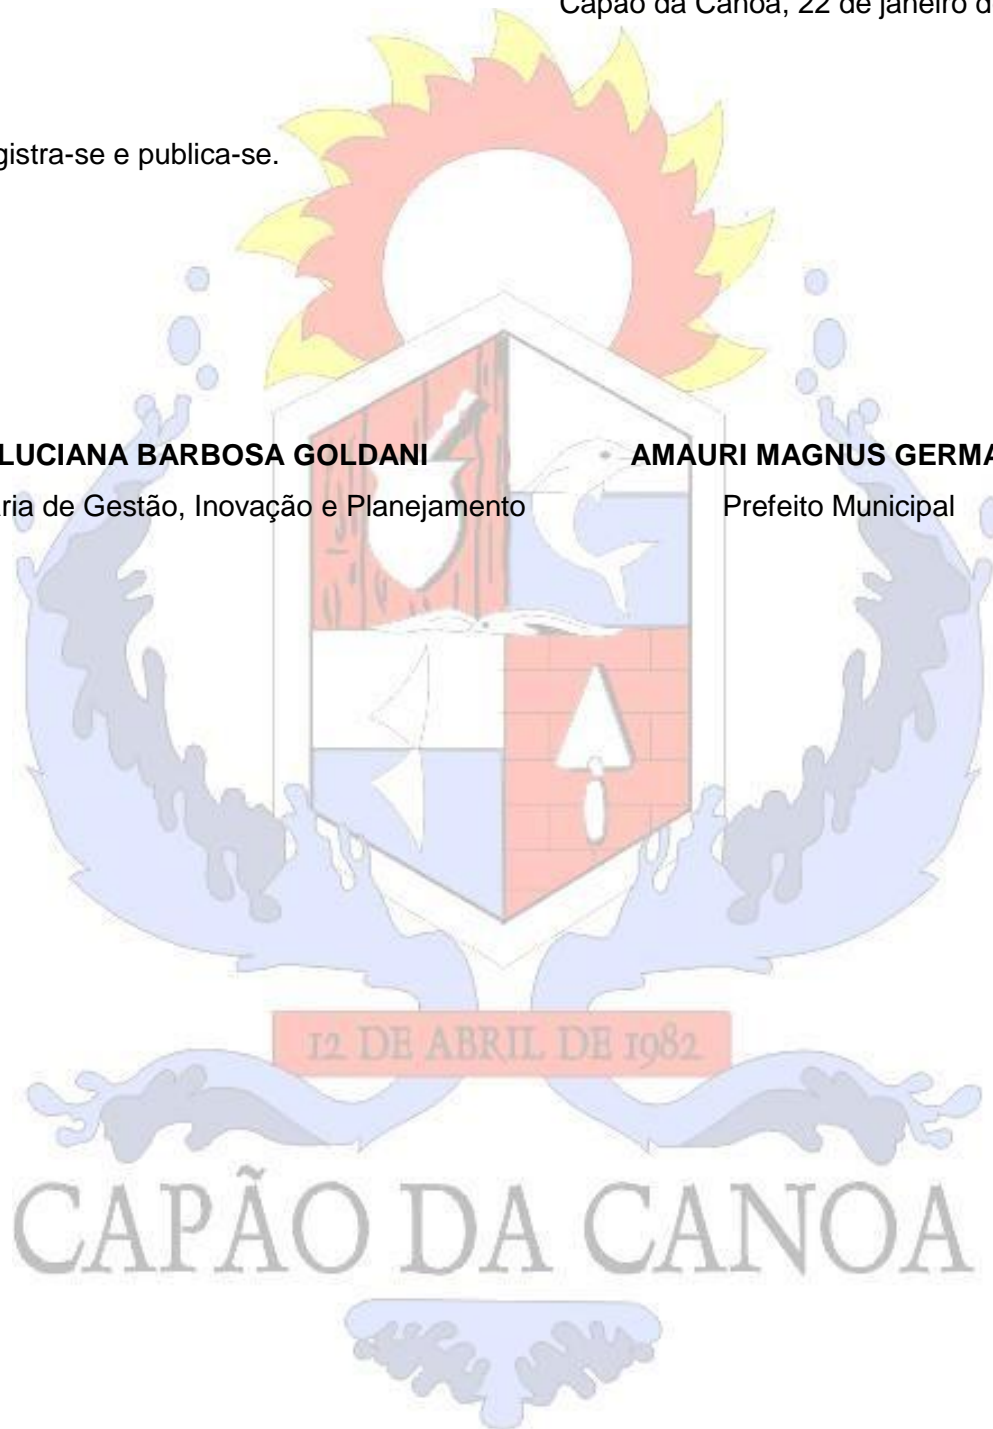 Capão da Canoa, 22 de janeiro d
gistra-se e publica-se.
LUCIANA BARBOSA GOLDANI
AMAURI MAGNUS GERMA
ria de Gestão, Inovação e Planejamento
Prefeito Municipal
12 DE ABRIL DE 1982
CAPÃO DA CANOA